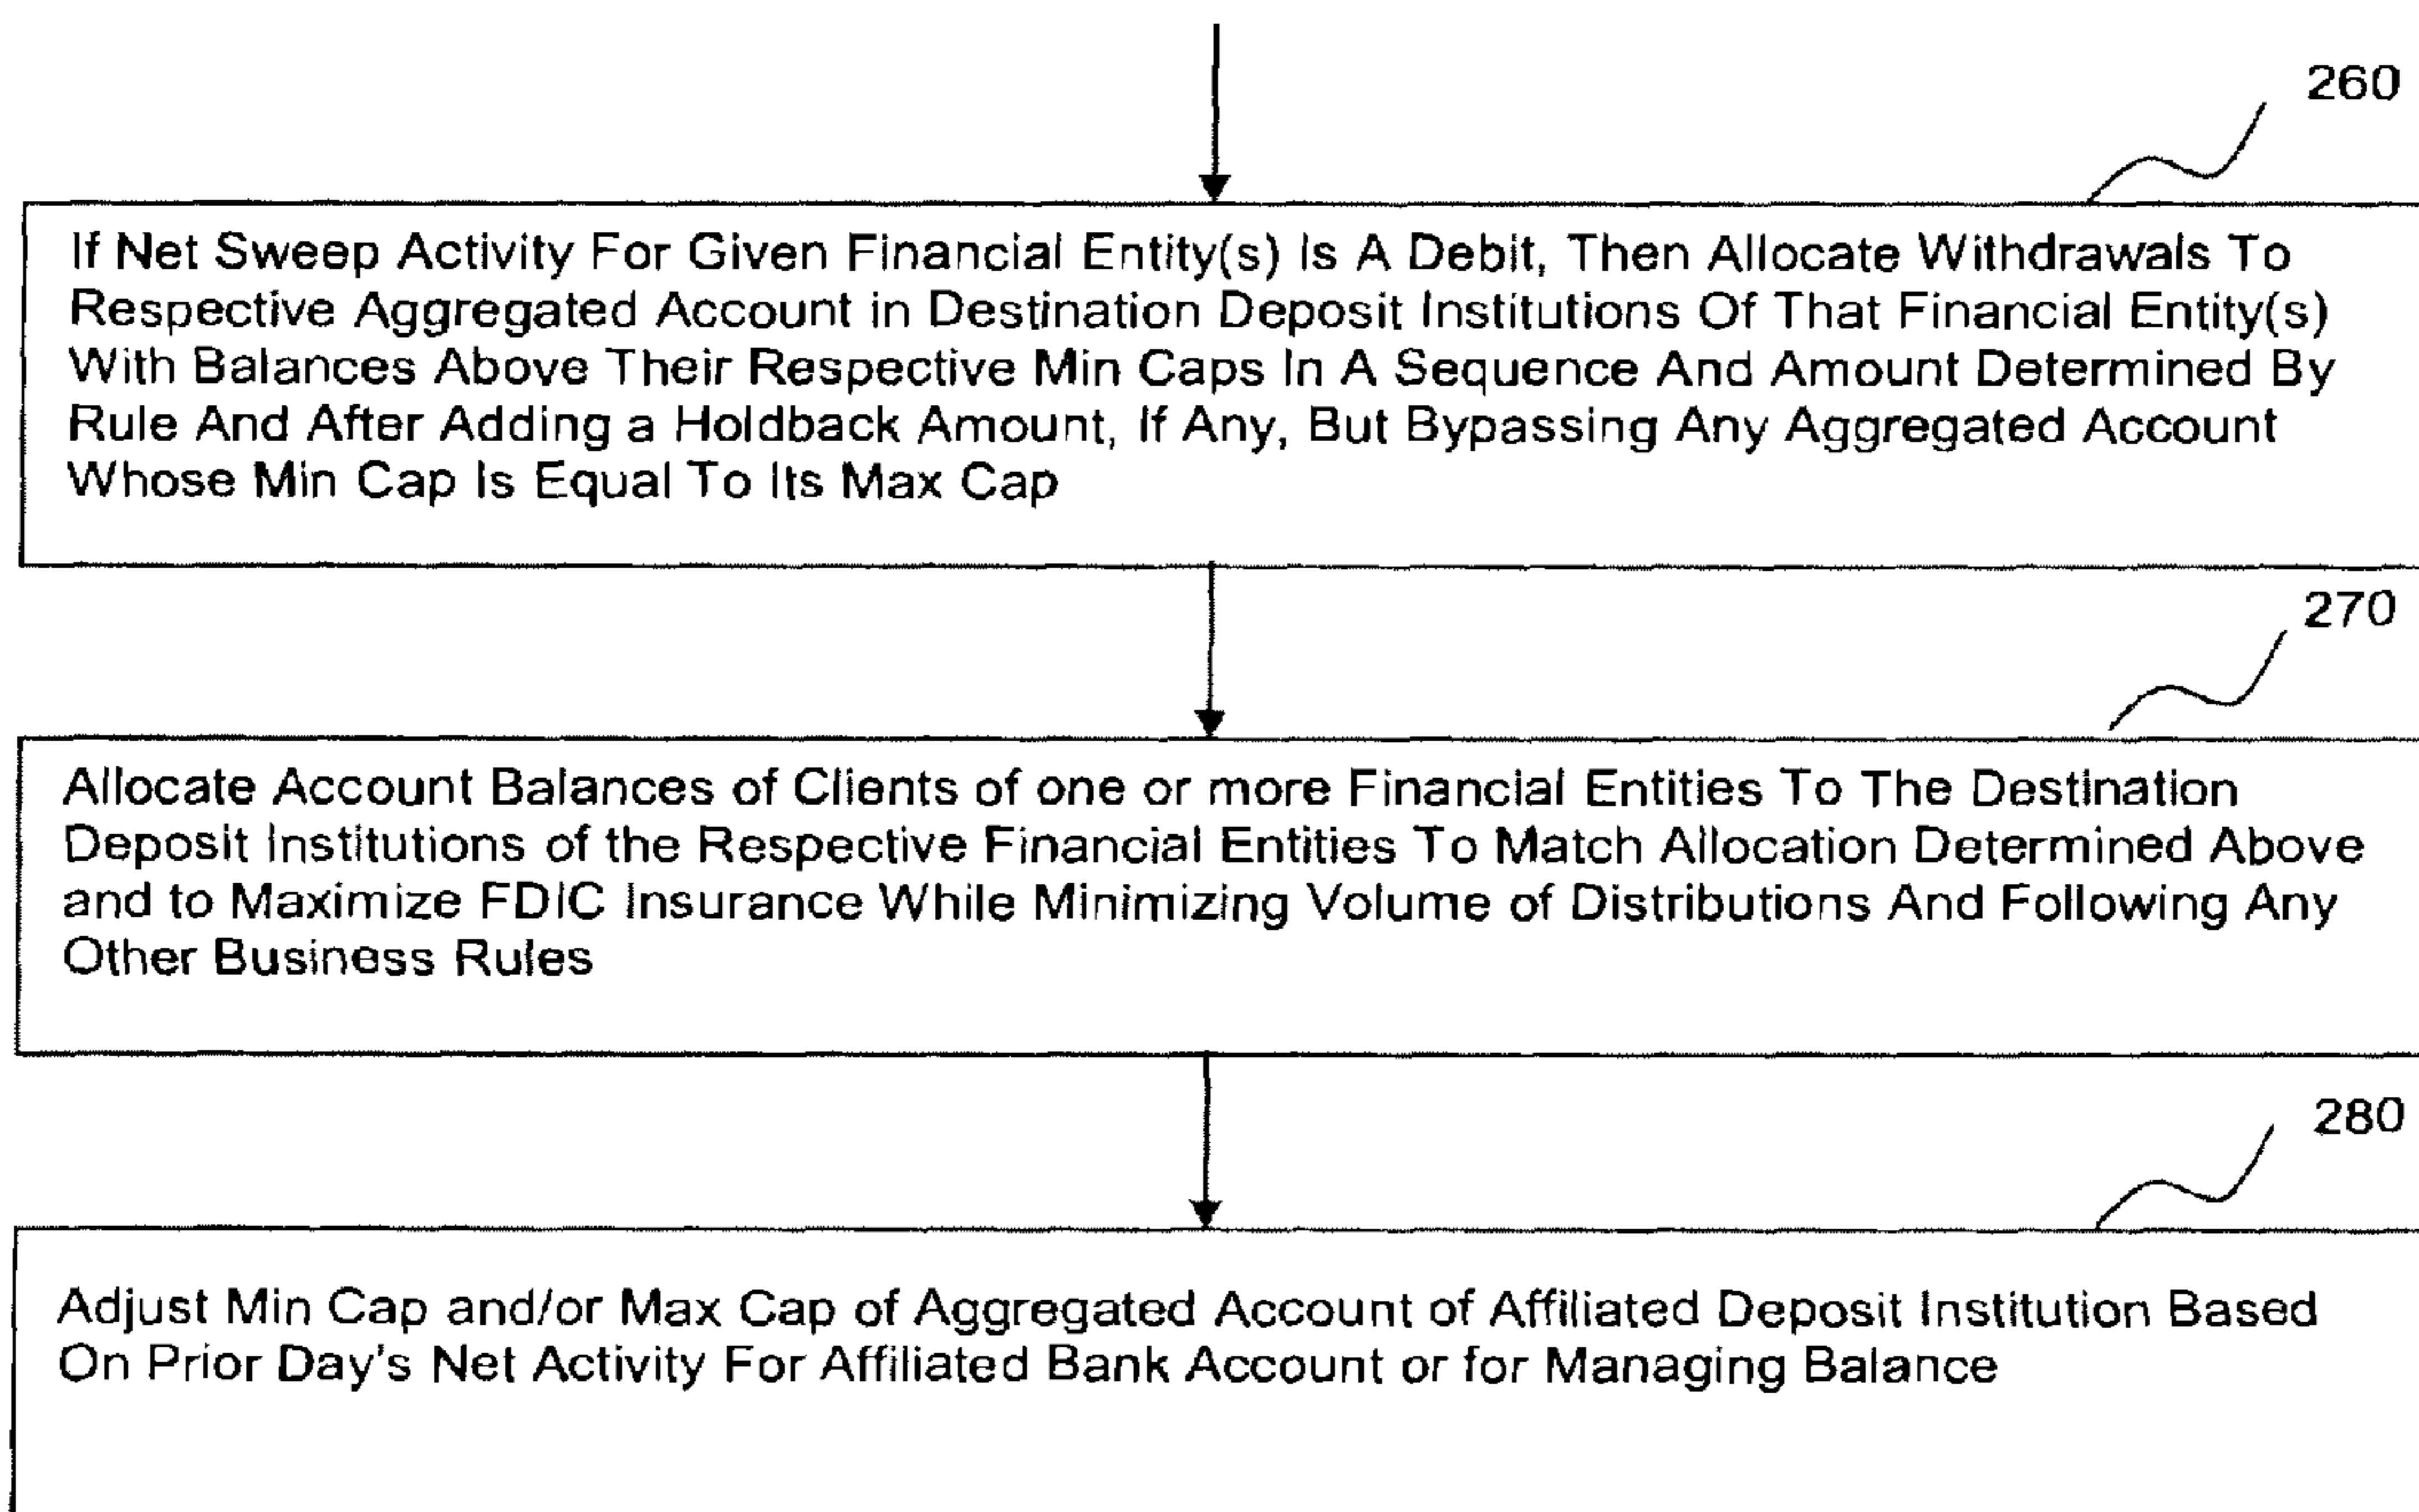 260
If Net Sweep Activity For Given Financial Entity(s) Is A Debit, Then Allocate Withdrawals To
Respective Aggregated Account in Destination Deposit Institutions Of That Financial Entity(s)
With Balances Above Their Respective Min Caps In A Sequence And Amount Determined By
Rule And After Adding a Holdback Amount, If Any, But Bypassing Any Aggregated Account
Whose Min Cap Is Equal To Its Max Cap
270
Allocate Account Balances of Clients of one or more Financial Entities To The Destination
Deposit Institutions of the Respective Financial Entities To Match Allocation Determined Above
and to Maximize FDIC Insurance While Minimizing Volume of Distributions And Following Any
Other Business Rules
280
Adjust Min Cap and/or Max Cap of Aggregated Account of Affiliated Deposit Institution Based
On Prior Day's Net Activity For Affiliated Bank Account or for Managing Balance